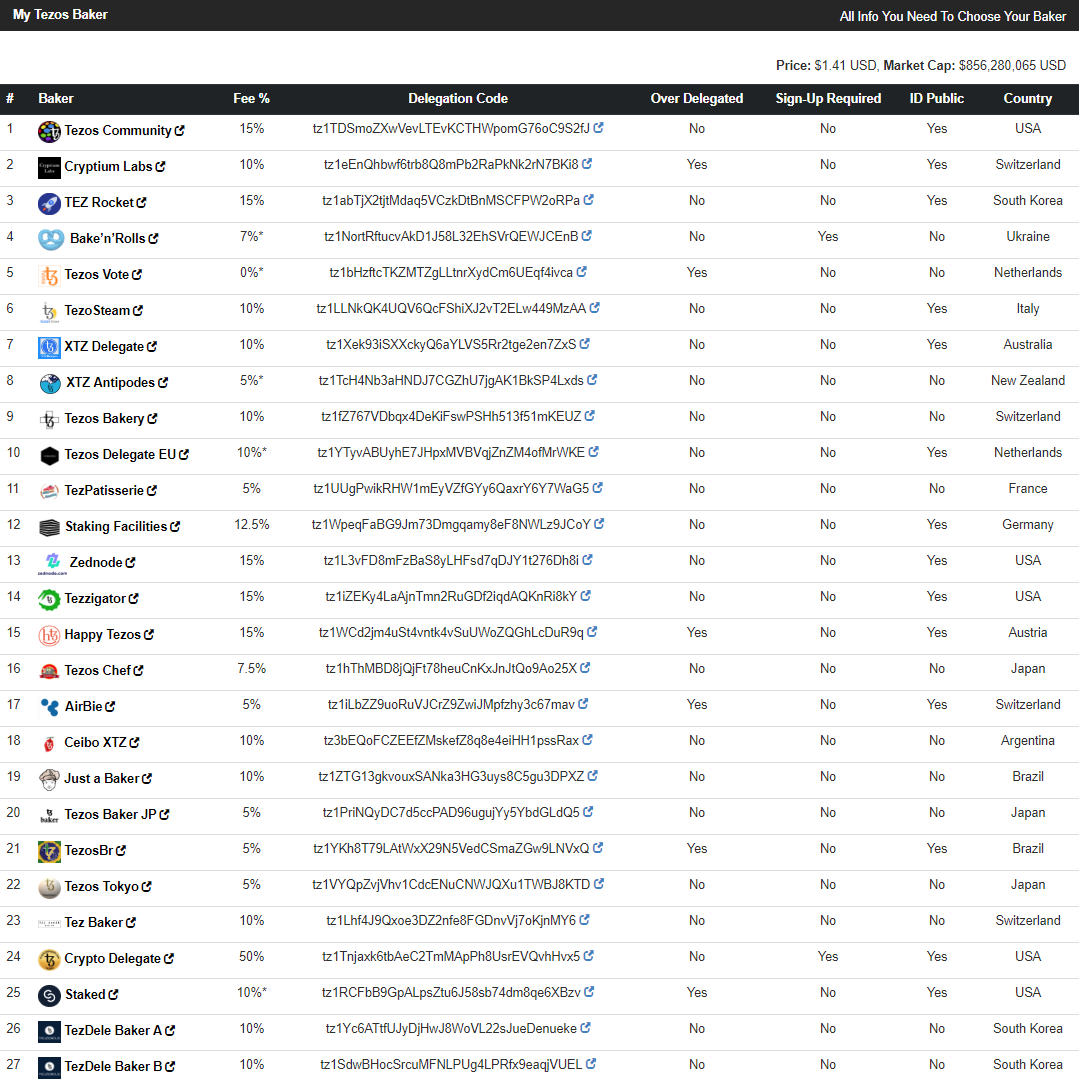 My Tezos Baker All Info You Need To Choose Your Baker
Price: $1.41 USD, Market Cap: $856,280,065 USD
# Baker Fee % Delegation Code Over Delegated Sign-Up Required ID Public Country
1 Tezos Community 15% tz1TDSmoZXwVevLTEvKCTHWpomG76oC9S2fJ No No Yes USA
2 Cryptium Labs 10% tz1eEnQhbwf6trb8Q8mPb2RaPkNk2rN7BKi8 Yes No Yes Switzerland
3 TEZ Rocket 15% tz1abTjX2tjtMdaq5VCzkDtBnMSCFPW2oRPa No No Yes South Korea
4 Bake’n’Rolls 7%* tz1NortRftucvAkD1J58L32EhSVrQEWJCEnB No Yes No Ukraine
5 Tezos Vote 0%* tz1bHzftcTKZMTZgLLtnrXydCm6UEqf4ivca Yes No No Netherlands
6 TezoSteam 10% tz1LLNkQK4UQV6QcFShiXJ2vT2ELw449MzAA No No Yes Italy
7 XTZ Delegate 10% tz1Xek93iSXXckyQ6aYLVS5Rr2tge2en7ZxS No No Yes Australia
8 XTZ Antipodes 5%* tz1TcH4Nb3aHNDJ7CGZhU7jgAK1BkSP4Lxds No No No New Zealand
9 Tezos Bakery 10% tz1fZ767VDbqx4DeKiFswPSHh513f51mKEUZ No No No Switzerland
10 Tezos Delegate EU 10%* tz1YTyvABUyhE7JHpxMVBVqjZnZM4ofMrWKE No No Yes Netherlands
11 TezPatisserie 5% tz1UUgPwikRHW1mEyVZfGYy6QaxrY6Y7WaG5 No No No France
12 Staking Facilities 12.5% tz1WpeqFaBG9Jm73Dmgqamy8eF8NWLz9JCoY No No Yes Germany
13 Zednode 15% tz1L3vFD8mFzBaS8yLHFsd7qDJY1t276Dh8i No No Yes USA
14 Tezzigator 15% tz1iZEKy4LaAjnTmn2RuGDf2iqdAQKnRi8kY No No Yes USA
15 Happy Tezos 15% tz1WCd2jm4uSt4vntk4vSuUWoZQGhLcDuR9q Yes No Yes Austria
16 Tezos Chef 7.5% tz1hThMBD8jQjFt78heuCnKxJnJtQo9Ao25X No No No Japan
17 AirBie 5% tz1iLbZZ9uoRuVJCrZ9ZwiJMpfzhy3c67mav Yes No Yes Switzerland
18 Ceibo XTZ 10% tz3bEQoFCZEEfZMskefZ8q8e4eiHH1pssRax No No No Argentina
19 Just a Baker 10% tz1ZTG13gkvouxSANka3HG3uys8C5gu3DPXZ No No No Brazil
20 Tezos Baker JP 5% tz1PriNQyDC7d5ccPAD96ugujYy5YbdGLdQ5 No No No Japan
21 TezosBr 5% tz1YKh8T79LAtWxX29N5VedCSmaZGw9LNVxQ Yes No Yes Brazil
22 Tezos Tokyo 5% tz1VYQpZvjVhv1CdcENuCNWJQXu1TWBJ8KTD No No No Japan
23 Tez Baker 10% tz1Lhf4J9Qxoe3DZ2nfe8FGDnvVj7oKjnMY6 No No No Switzerland
24 Crypto Delegate 50% tz1Tnjaxk6tbAeC2TmMApPh8UsrEVQvhHvx5 No Yes Yes USA
25 Staked 10%* tz1RCFbB9GpALpsZtu6J58sb74dm8qe6XBzv Yes No Yes USA
26 TezDele Baker A 10% tz1Yc6ATtfUJyDjHwJ8WoVL22sJueDenueke No No No South Korea
27 TezDele Baker B 10% tz1SdwBHocSrcuMFNLPUg4LPRfx9eaqjVUEL No No No South Korea